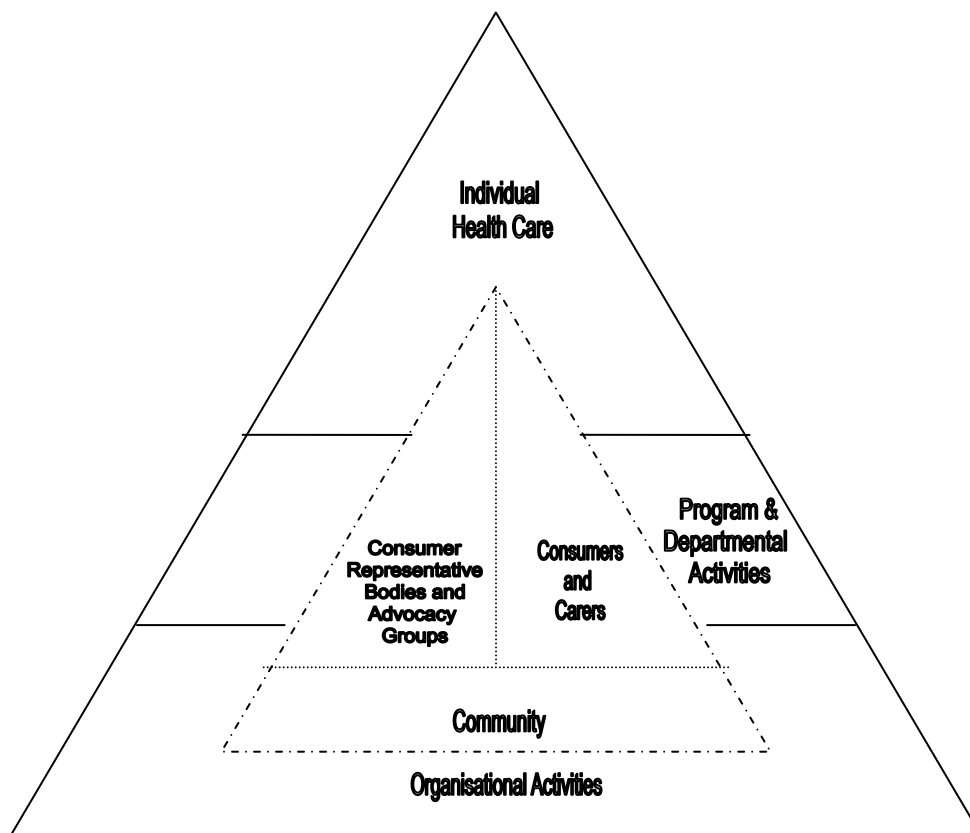 Individual
Health Care
Program &
Departmental
Activities
Consumer
Representative
Bodies and
Advocacy
Groups
Consumers
and
Carers
Community
Organisational Activities